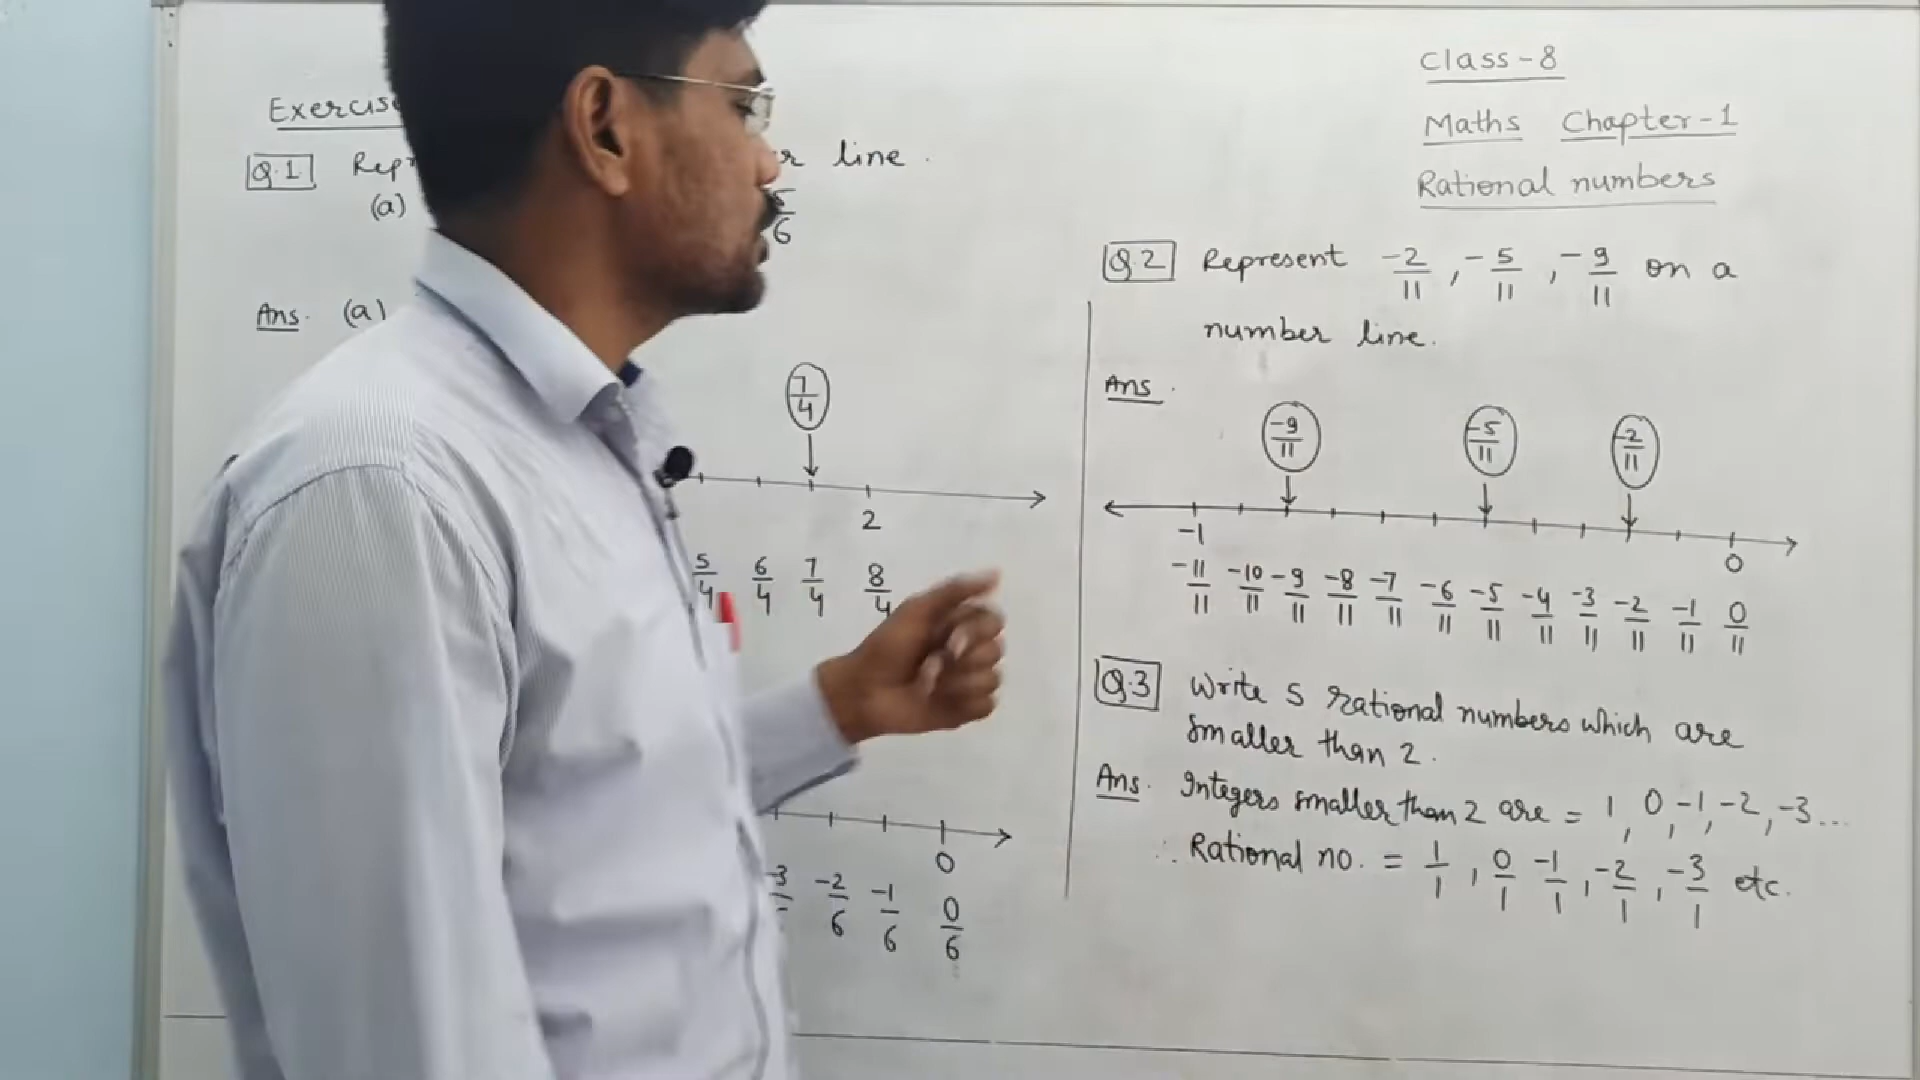 Class-8
Maths Chapter-1
Rational numbers
Q.1 line.
(a) 6
Ans. (a)
7/4
2
5/4 6/4 7/4 8/4
0
-3 -2/6 -1/6 0/6
Q.2 Represent -2/11, -5/11, -9/11 on a
number line.
Ans.
-9/11 -5/11 -2/11
-1 0
-11/11 -10/11 -9/11 -8/11 -7/11 -6/11 -5/11 -4/11 -3/11 -2/11 -1/11 0/11
Q.3 Write 5 rational numbers which are
smaller than 2.
Ans. Integers smaller than 2 are = 1, 0, -1, -2, -3...
∴ Rational no. = 1/1, 0/1 -1/1, -2/1, -3/1 etc.